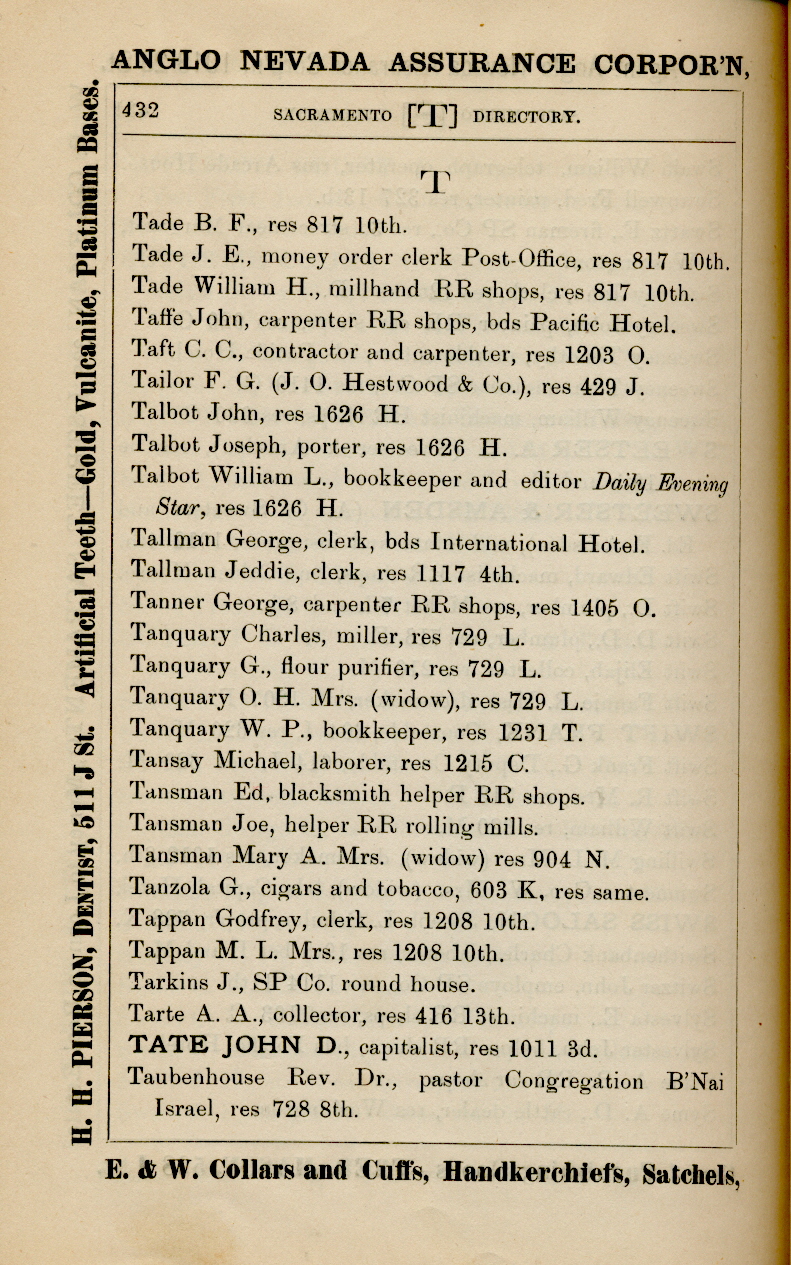 ANGLO NEVADA ASSURANCE CORPOR'N,
432 SACRAMENTO [T] DIRECTORY.
T
Tade B. F., res 817 10th.
Tade J. E., money order clerk Post-Office, res 817 10th.
Tade William H., millhand RR shops, res 817 10th.
Taffe John, carpenter RR shops, bds Pacific Hotel.
Taft C. C., contractor and carpenter, res 1203 O.
Tailor F. G. (J. O. Hestwood & Co.), res 429 J.
Talbot John, res 1626 H.
Talbot Joseph, porter, res 1626 H.
Talbot William L., bookkeeper and editor Daily Evening
Star, res 1626 H.
Tallman George, clerk, bds International Hotel.
Tallman Jeddie, clerk, res 1117 4th.
Tanner George, carpenter RR shops, res 1405 O.
Tanquary Charles, miller, res 729 L.
Tanquary G., flour purifier, res 729 L.
Tanquary O. H. Mrs. (widow), res 729 L.
Tanquary W. P., bookkeeper, res 1231 T.
Tansay Michael, laborer, res 1215 C.
Tansman Ed, blacksmith helper RR shops.
Tansman Joe, helper RR rolling mills.
Tansman Mary A. Mrs. (widow) res 904 N.
Tanzola G., cigars and tobacco, 603 K, res same.
Tappan Godfrey, clerk, res 1208 10th.
Tappan M. L. Mrs., res 1208 10th.
Tarkins J., SP Co. round house.
Tarte A. A., collector, res 416 13th.
TATE JOHN D., capitalist, res 1011 3d.
Taubenhouse Rev. Dr., pastor Congregation B'Nai
Israel, res 728 8th.
E. & W. Collars and Cuffs, Handkerchiefs, Satchels,
H. H. PIERSON, DENTIST, 511 J St. Artificial Teeth—Gold, Vulcanite, Platinum Bases.